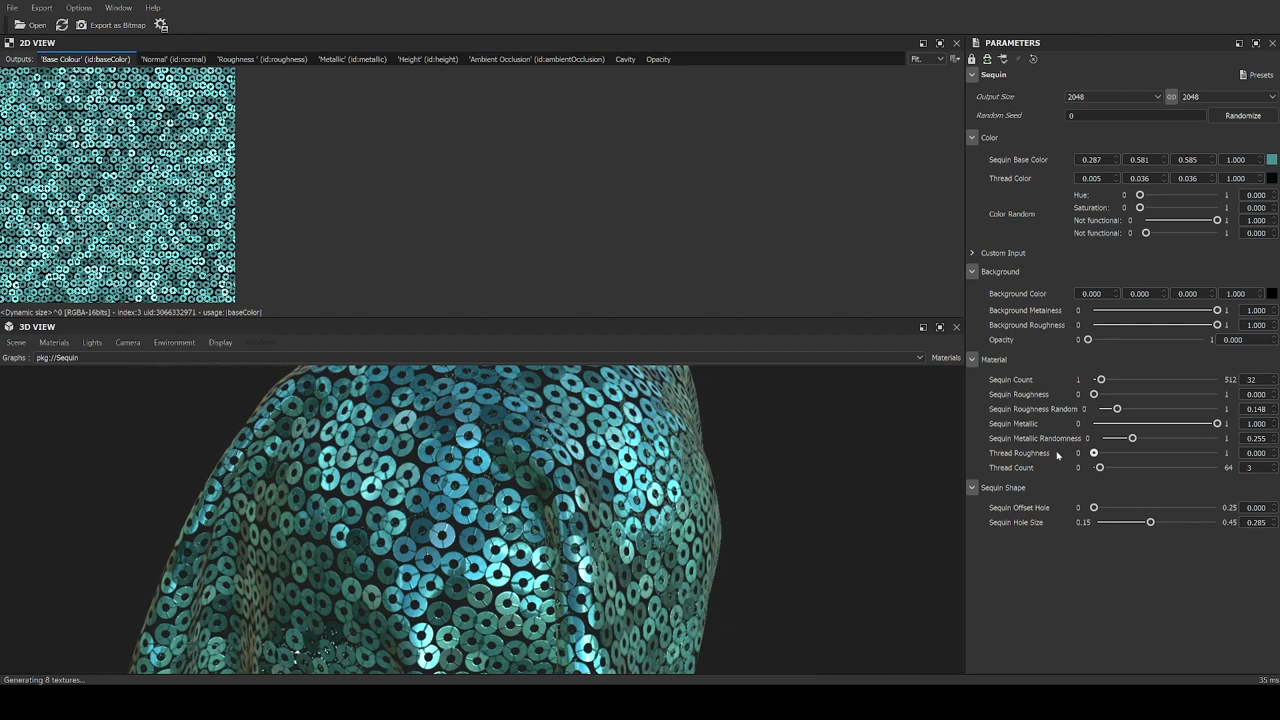 File Export Options Window Help
Open Export as Bitmap
2D VIEW
Outputs: 'Base Colour' (id:baseColor) 'Normal' (id:normal) 'Roughness ' (id:roughness) 'Metallic' (id:metallic) 'Height' (id:height) 'Ambient Occlusion' (id:ambientOcclusion) Cavity Opacity Fit.
<Dynamic size>^0 [RGBA-16bits] - index:3 uid:3066332971 - usage: |baseColor|
3D VIEW
Scene Materials Lights Camera Environment Display
Graphs : pkg://Sequin Materials
Generating 8 textures... 35 ms
PARAMETERS
Sequin Presets
Output Size 2048 2048
Random Seed 0 Randomize
Color
Sequin Base Color 0.287 0.581 0.585 1.000
Thread Color 0.005 0.036 0.036 1.000
Hue: 0 1 0.000
Saturation: 0 1 0.000
Color Random
Not functional: 0 1 1.000
Not functional: 0 1 0.000
Custom Input
Background
Background Color 0.000 0.000 0.000 1.000
Background Metalness 0 1 1.000
Background Roughness 0 1 1.000
Opacity 0 1 0.000
Material
Sequin Count 1 512 32
Sequin Roughness 0 1 0.000
Sequin Roughness Random 0 1 0.148
Sequin Metallic 0 1 1.000
Sequin Metallic Randomness 0 1 0.255
Thread Roughness 0 1 0.000
Thread Count 0 64 3
Sequin Shape
Sequin Offset Hole 0 0.25 0.000
Sequin Hole Size 0.15 0.45 0.285